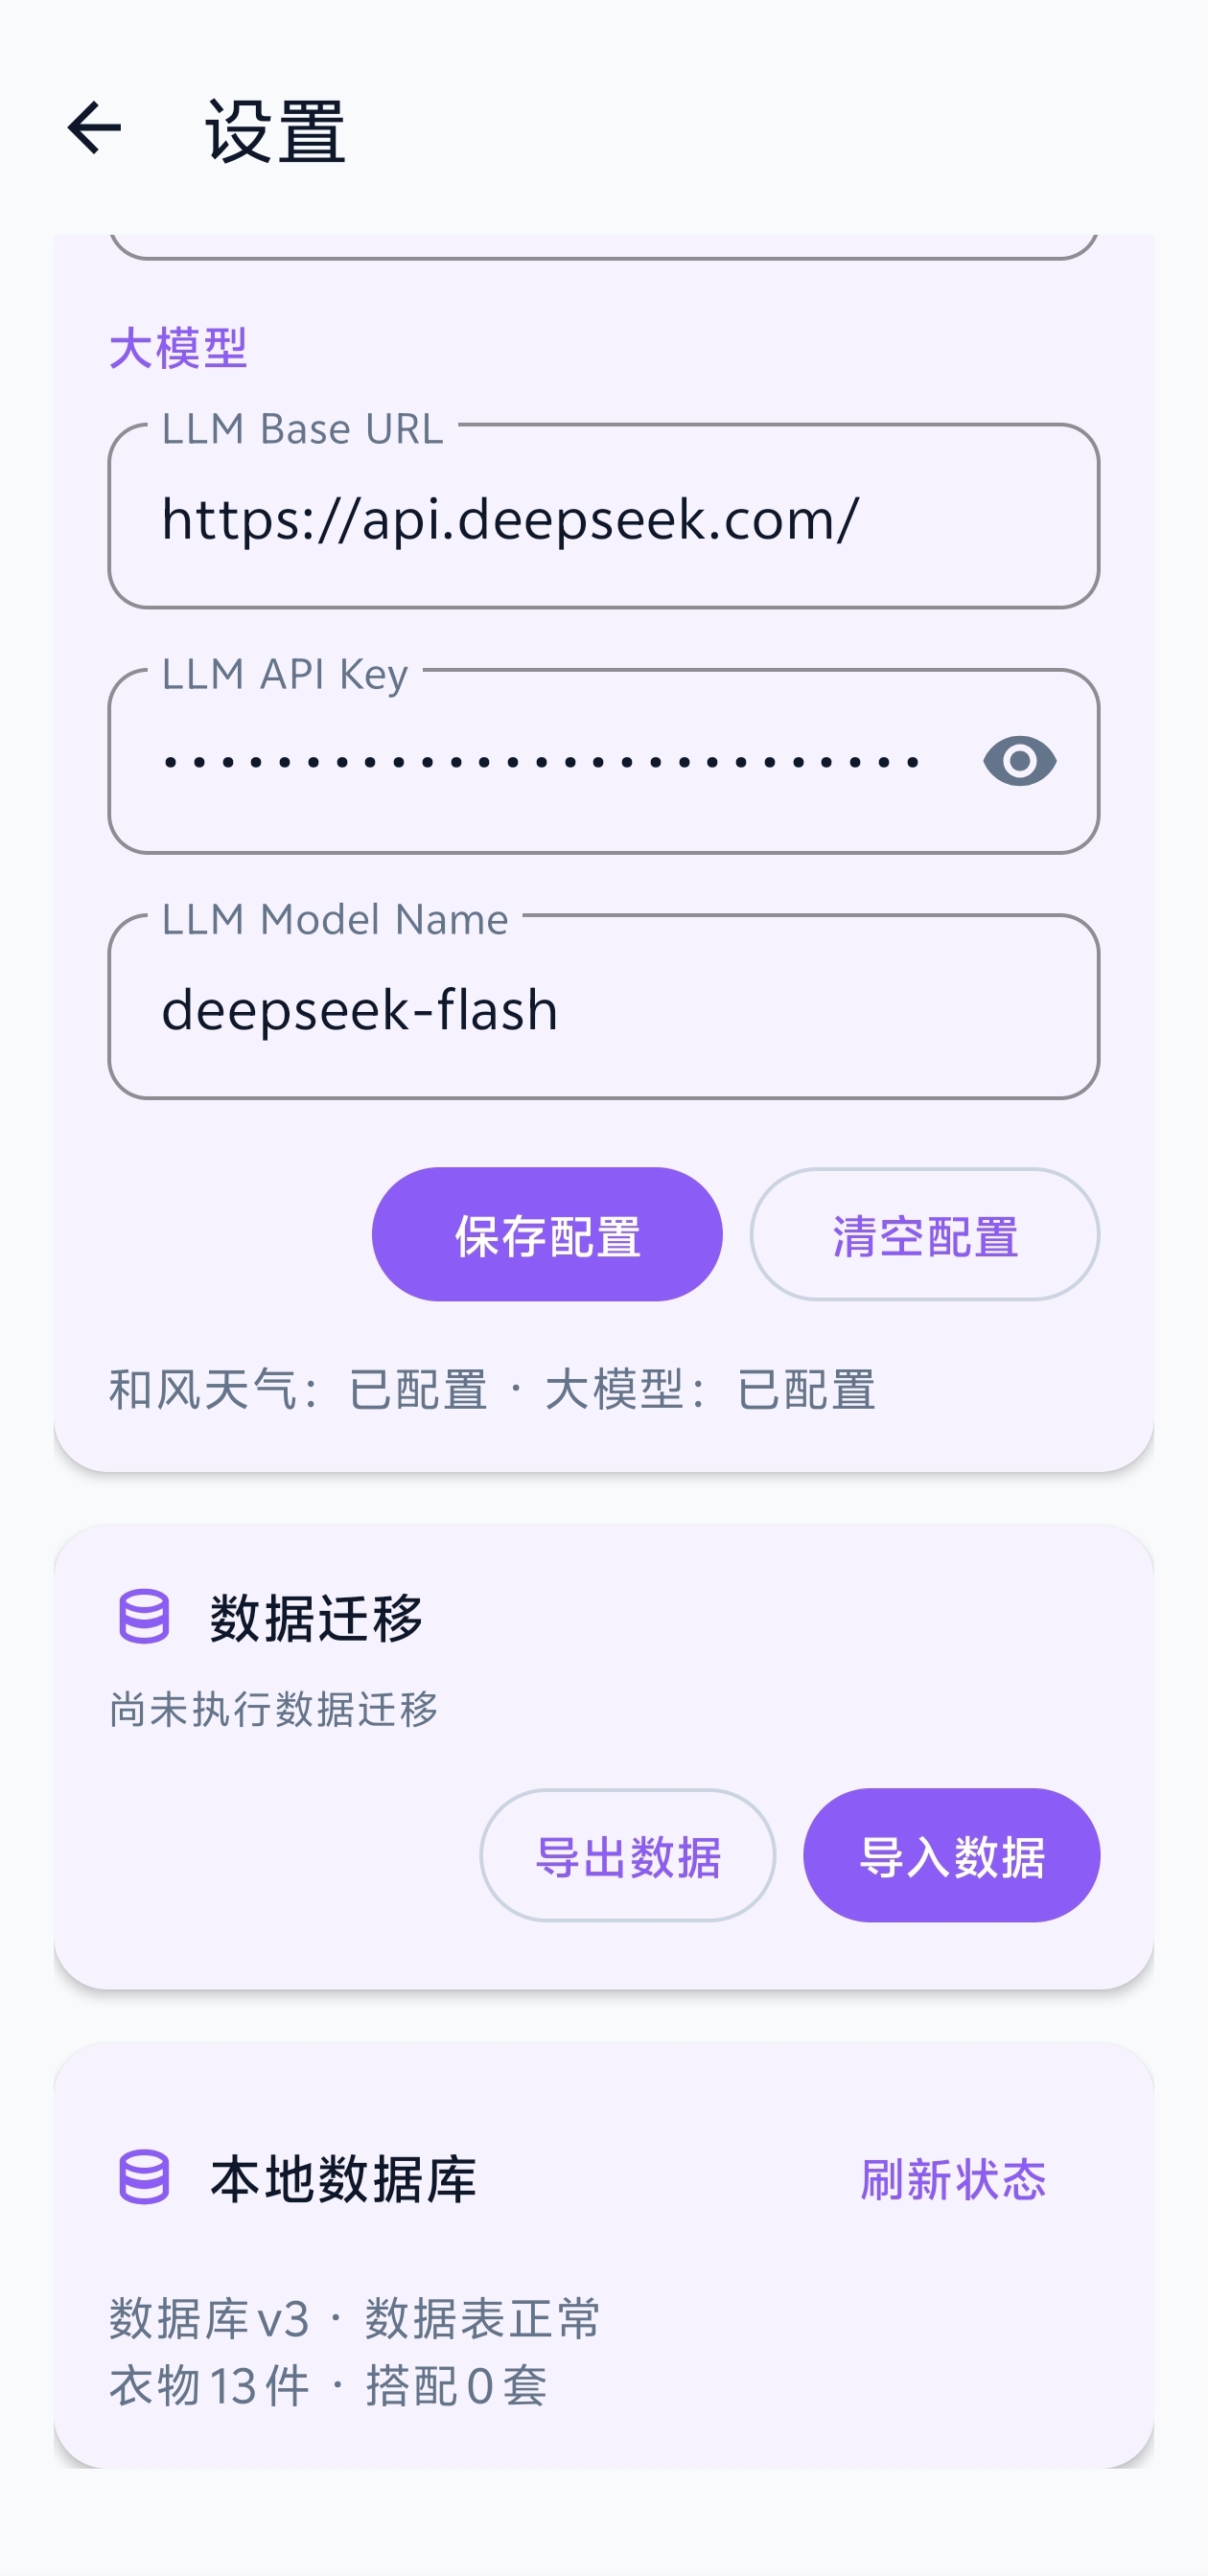 设置
大模型
LLM Base URL
https://api.deepseek.com/
LLM API Key
••••••••••••••••••••••••••• 
LLM Model Name
deepseek-flash
保存配置 清空配置
和风天气：已配置 · 大模型：已配置
数据迁移
尚未执行数据迁移
导出数据 导入数据
本地数据库 刷新状态
数据库v3 · 数据表正常
衣物13件 · 搭配0套